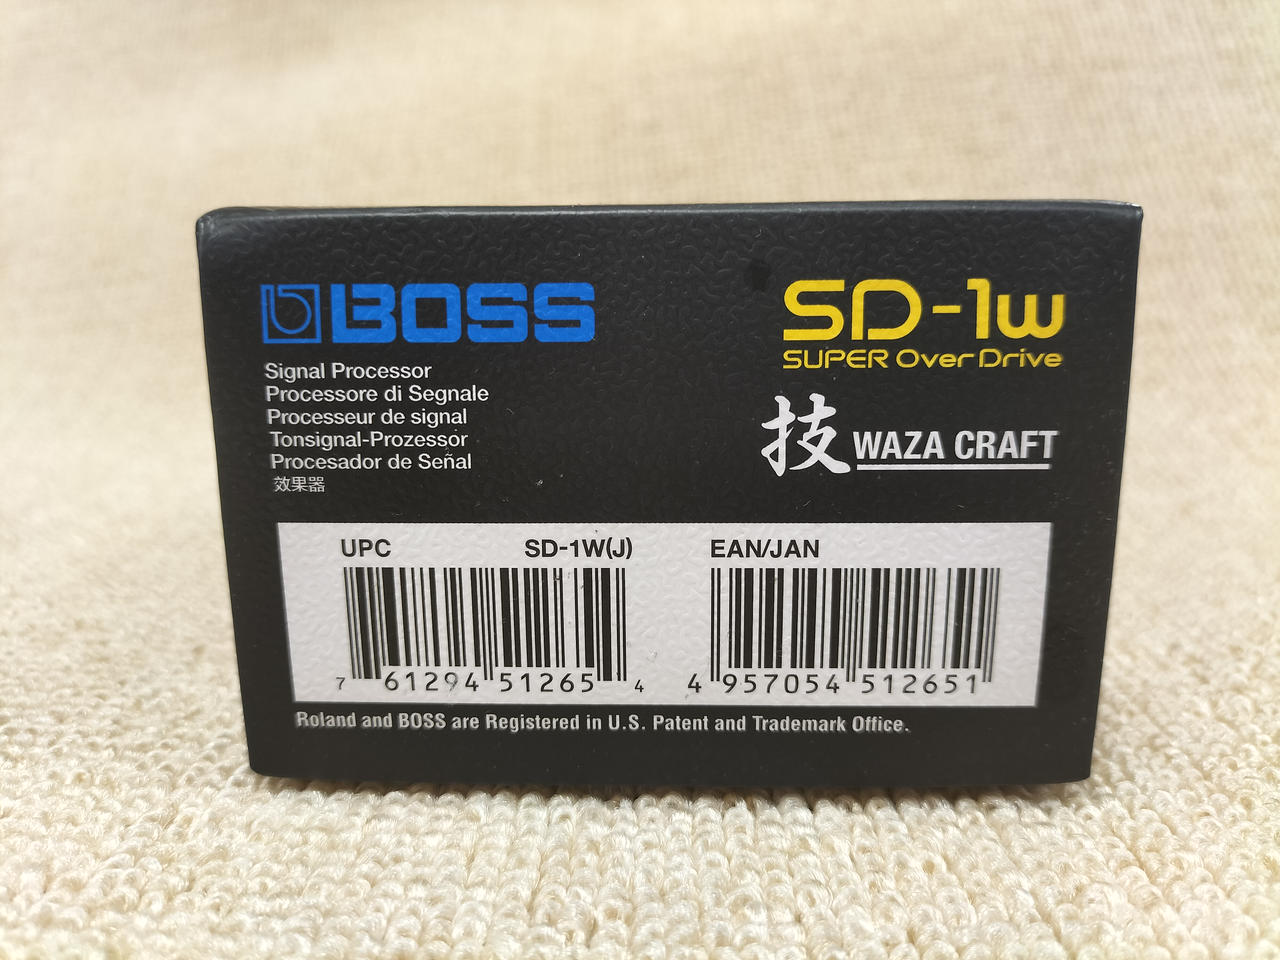 BOSS
Signal Processor
Processore di Segnale
Processeur de signal
Tonsignal-Prozessor
Procesador de Señal
效果器
SD-1w
SUPER Over Drive
技 WAZA CRAFT
UPC SD-1W(J)
7 61294 51265 4
EAN/JAN
4 957054 512651
Roland and BOSS are Registered in U.S. Patent and Trademark Office.